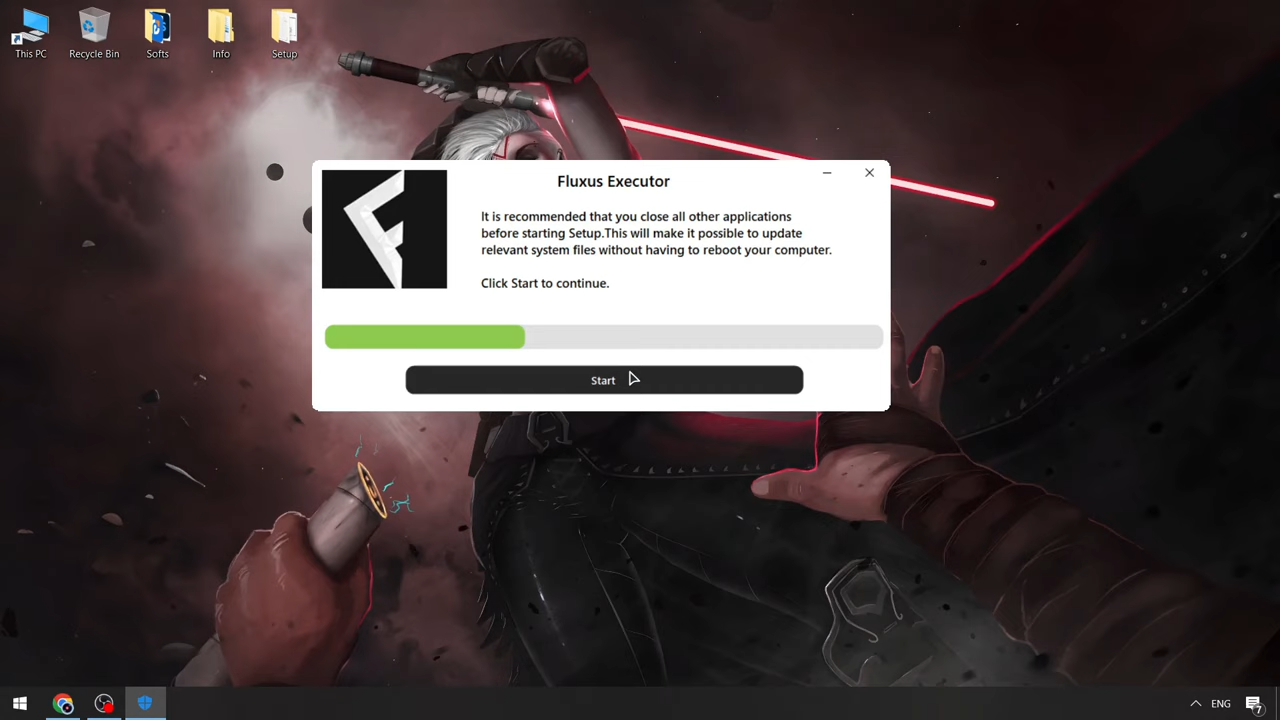 This PC
Recycle Bin
Softs
Info
Setup
Fluxus Executor
It is recommended that you close all other applications
before starting Setup.This will make it possible to update
relevant system files without having to reboot your computer.
Click Start to continue.
Start
ENG
7